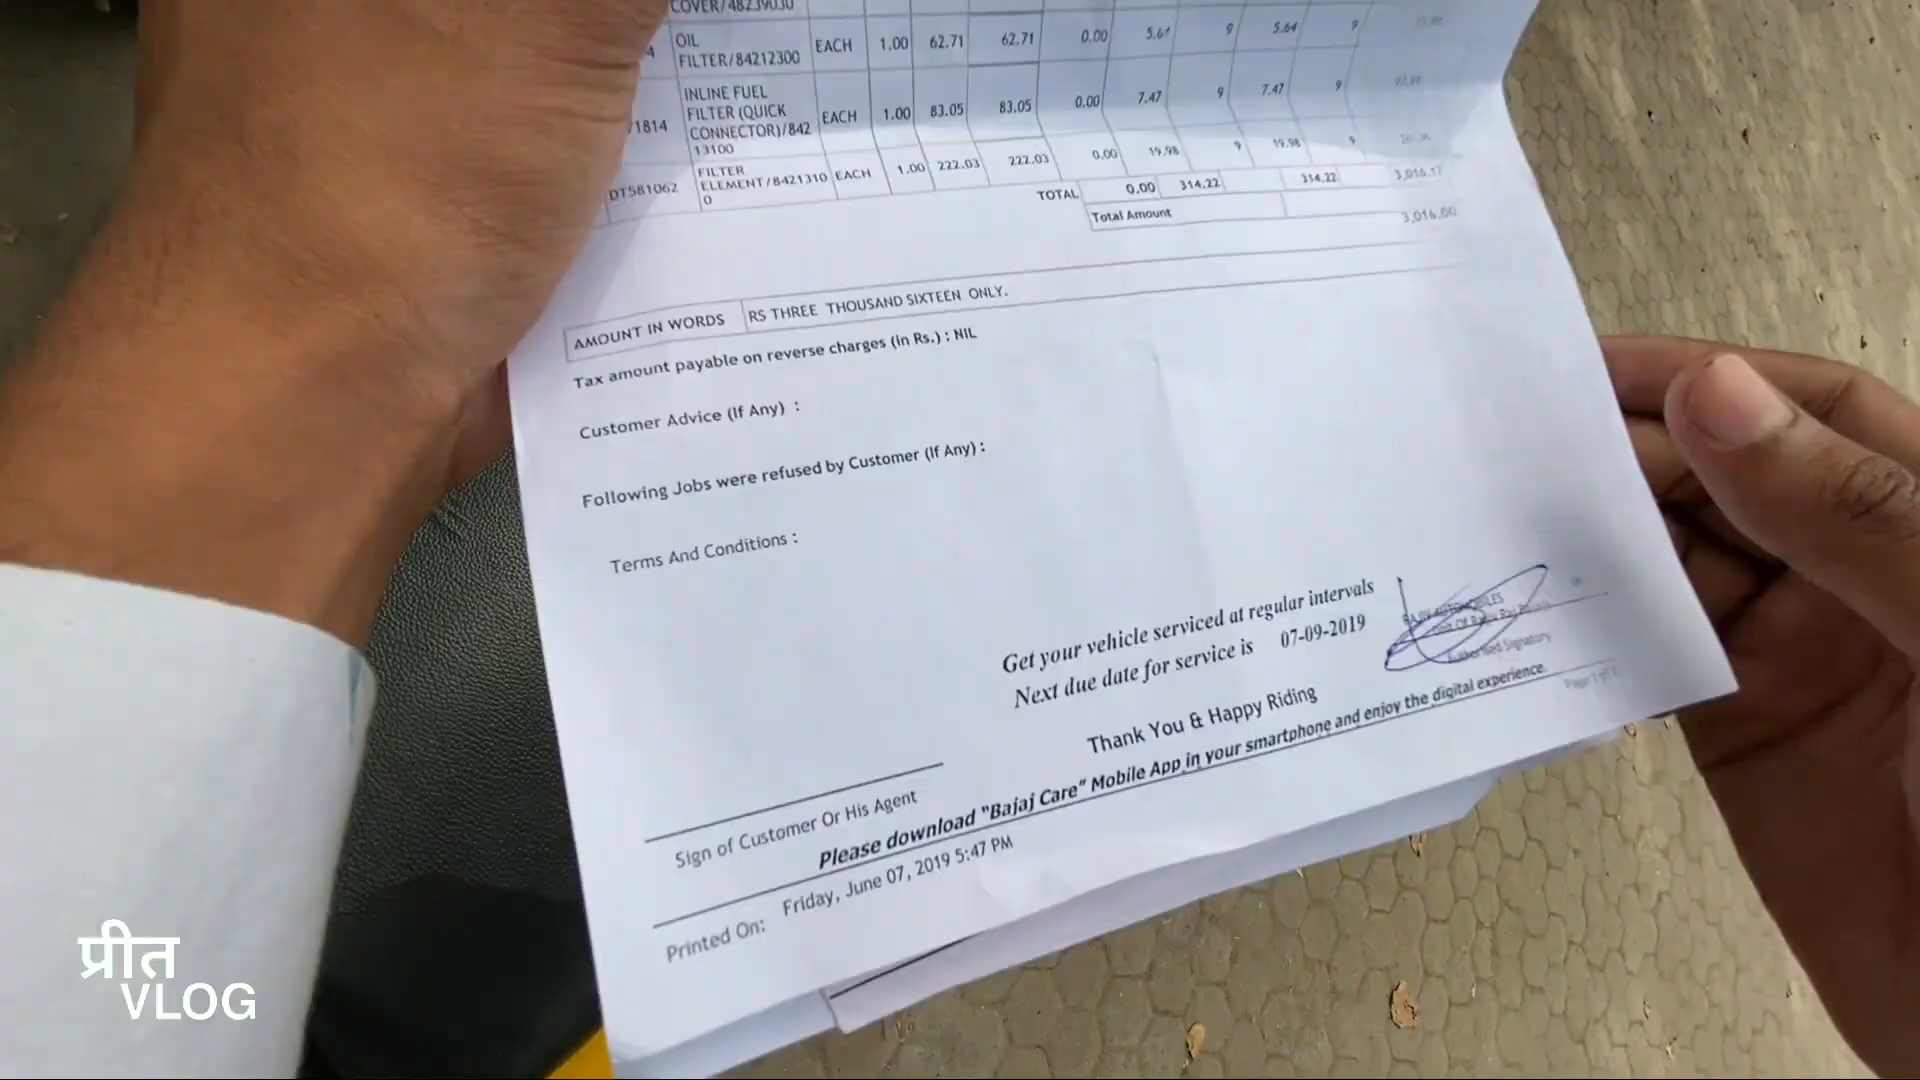 COVER/48239030
OIL
FILTER/84212300 EACH 1.00 62.71 62.71 0.00 5.64 9 5.64 9
INLINE FUEL
FILTER (QUICK
CONNECTOR)/842
13100
/1814 EACH 1.00 83.05 83.05 0.00 7.47 9 7.47 9
DT581062 FILTER
ELEMENT/8421310
0
EACH 1.00 222.03 222.03 0.00 19.98 9 19.98 9
TOTAL 0.00 314.22 314.22 3,016.17
Total Amount 3,016.00
AMOUNT IN WORDS RS THREE THOUSAND SIXTEEN ONLY.
Tax amount payable on reverse charges (in Rs.) : NIL
Customer Advice (If Any) :
Following Jobs were refused by Customer (If Any) :
Terms And Conditions :
Get your vehicle serviced at regular intervals
Next due date for service is 07-09-2019
Authorised Signatory
Thank You & Happy Riding
Sign of Customer Or His Agent
Please download "Bajaj Care" Mobile App in your smartphone and enjoy the digital experience.
Printed On: Friday, June 07, 2019 5:47 PM
प्रीत
VLOG